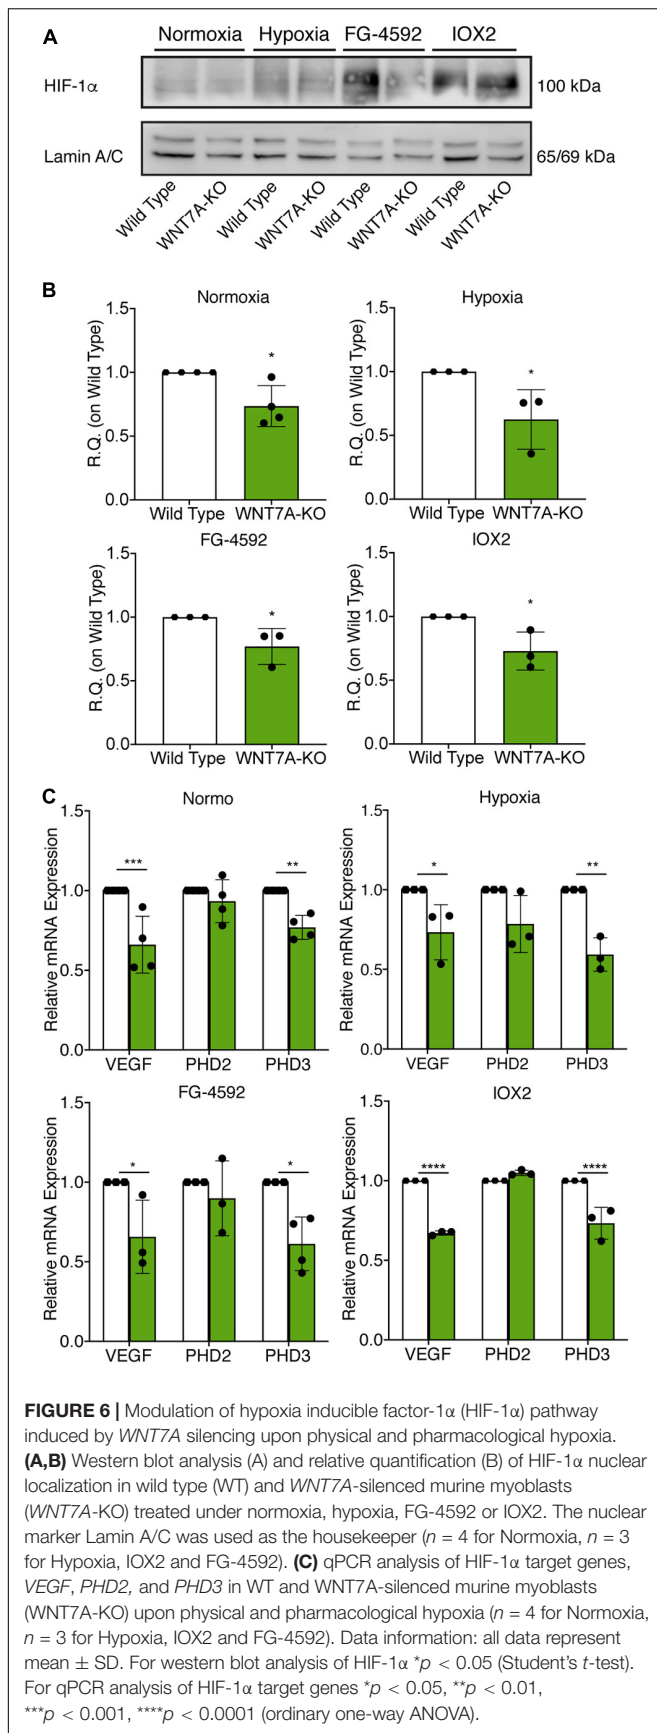 A
Normoxia Hypoxia FG-4592 IOX2
HIF-1α 100 kDa
Lamin A/C 65/69 kDa
Wild Type WNT7A-KO Wild Type WNT7A-KO Wild Type WNT7A-KO Wild Type WNT7A-KO
B
Normoxia
R.Q. (on Wild Type)
1.5
1.0
0.5
0.0
*
Wild Type WNT7A-KO
Hypoxia
R.Q. (on Wild Type)
1.5
1.0
0.5
0.0
*
Wild Type WNT7A-KO
FG-4592
R.Q. (on Wild Type)
1.5
1.0
0.5
0.0
*
Wild Type WNT7A-KO
IOX2
R.Q. (on Wild Type)
1.5
1.0
0.5
0.0
*
Wild Type WNT7A-KO
C
Normo
Relative mRNA Expression
1.5
1.0
0.5
0.0
*** **
VEGF PHD2 PHD3
Hypoxia
Relative mRNA Expression
1.5
1.0
0.5
0.0
* **
VEGF PHD2 PHD3
FG-4592
Relative mRNA Expression
1.5
1.0
0.5
0.0
* *
VEGF PHD2 PHD3
IOX2
Relative mRNA Expression
1.5
1.0
0.5
0.0
**** ****
VEGF PHD2 PHD3
FIGURE 6 | Modulation of hypoxia inducible factor-1α (HIF-1α) pathway
induced by WNT7A silencing upon physical and pharmacological hypoxia.
(A,B) Western blot analysis (A) and relative quantification (B) of HIF-1α nuclear
localization in wild type (WT) and WNT7A-silenced murine myoblasts
(WNT7A-KO) treated under normoxia, hypoxia, FG-4592 or IOX2. The nuclear
marker Lamin A/C was used as the housekeeper (n = 4 for Normoxia, n = 3
for Hypoxia, IOX2 and FG-4592). (C) qPCR analysis of HIF-1α target genes,
VEGF, PHD2, and PHD3 in WT and WNT7A-silenced murine myoblasts
(WNT7A-KO) upon physical and pharmacological hypoxia (n = 4 for Normoxia,
n = 3 for Hypoxia, IOX2 and FG-4592). Data information: all data represent
mean ± SD. For western blot analysis of HIF-1α *p < 0.05 (Student's t-test).
For qPCR analysis of HIF-1α target genes *p < 0.05, **p < 0.01,
***p < 0.001, ****p < 0.0001 (ordinary one-way ANOVA).